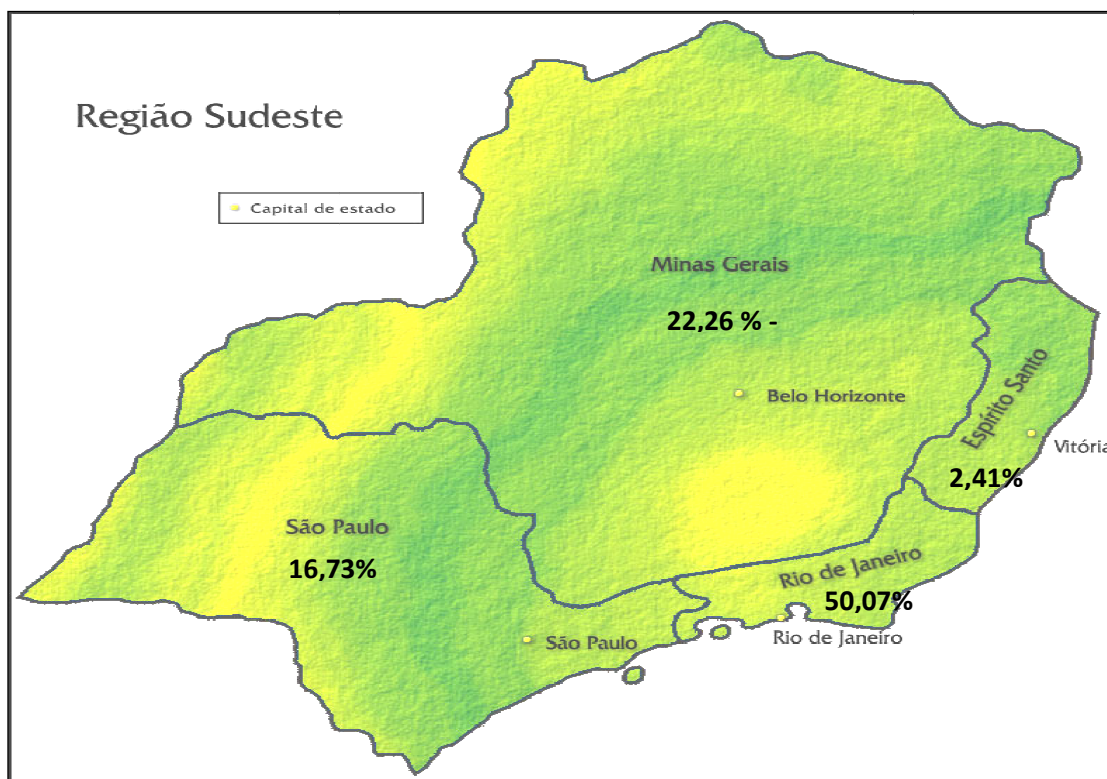 Região Sudeste
Capital de estado
Minas Gerais
22,26 % -
Belo Horizonte
Espírito Santo
Vitória
2,41%
São Paulo
16,73%
Rio de Janeiro
50,07%
São Paulo
Rio de Janeiro